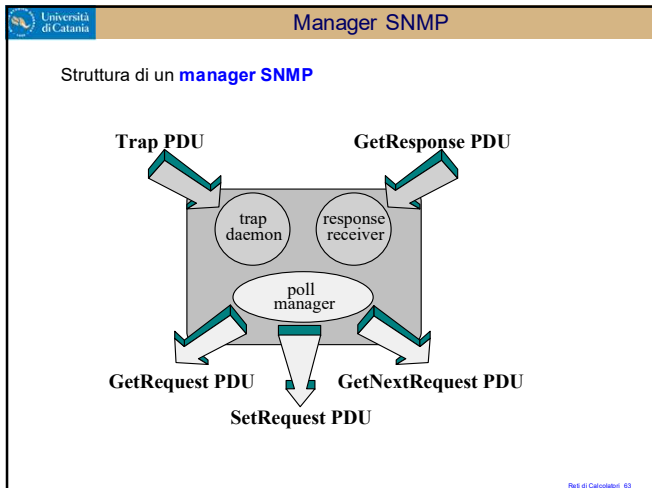 Università
di Catania
Manager SNMP
Struttura di un manager SNMP
Trap PDU
GetResponse PDU
trap
daemon
response
receiver
poll
manager
GetRequest PDU
GetNextRequest PDU
SetRequest PDU
Reti di Calcolatori 63